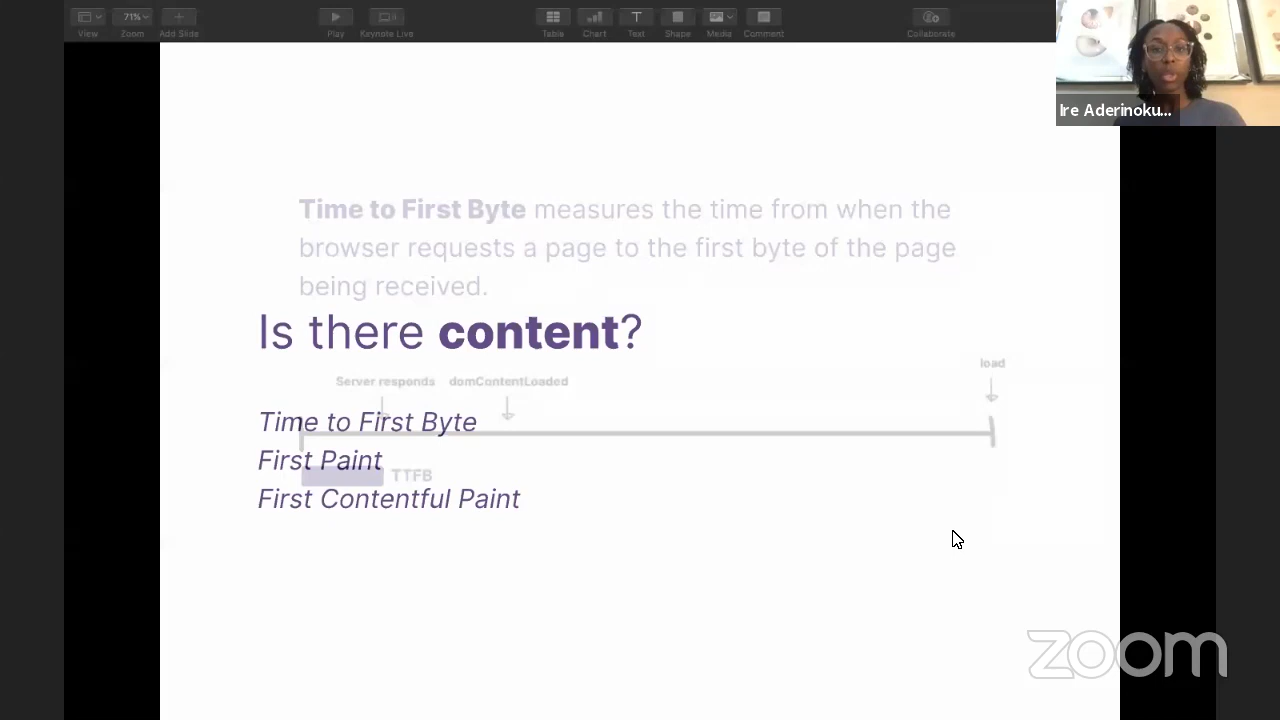 View
71%
Zoom
Add Slide
Play
Keynote Live
Table
Chart
Text
Shape
Media
Comment
Collaborate
Ire Aderinoku...
Time to First Byte measures the time from when the
browser requests a page to the first byte of the page
being received.
Is there content?
load
Server responds domContentLoaded
Time to First Byte
First Paint
TTFB
First Contentful Paint
zoom